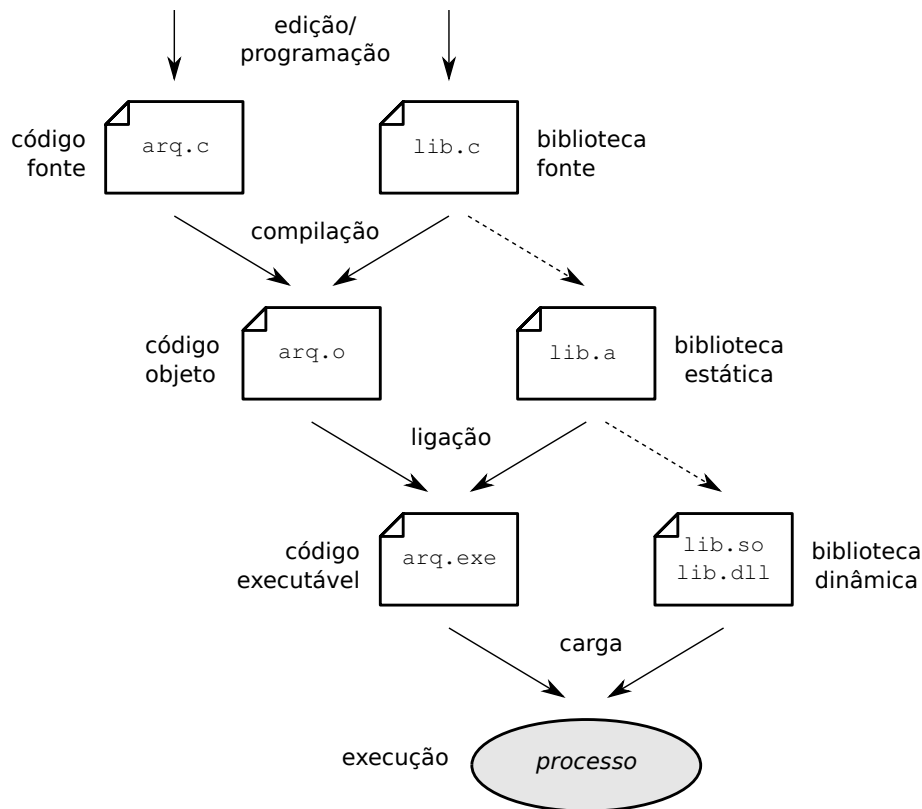 edição/
programação
código
fonte
arq.c
lib.c
biblioteca
fonte
compilação
código
objeto
arq.o
lib.a
biblioteca
estática
ligação
código
executável
arq.exe
lib.so
lib.dll
biblioteca
dinâmica
carga
execução
processo